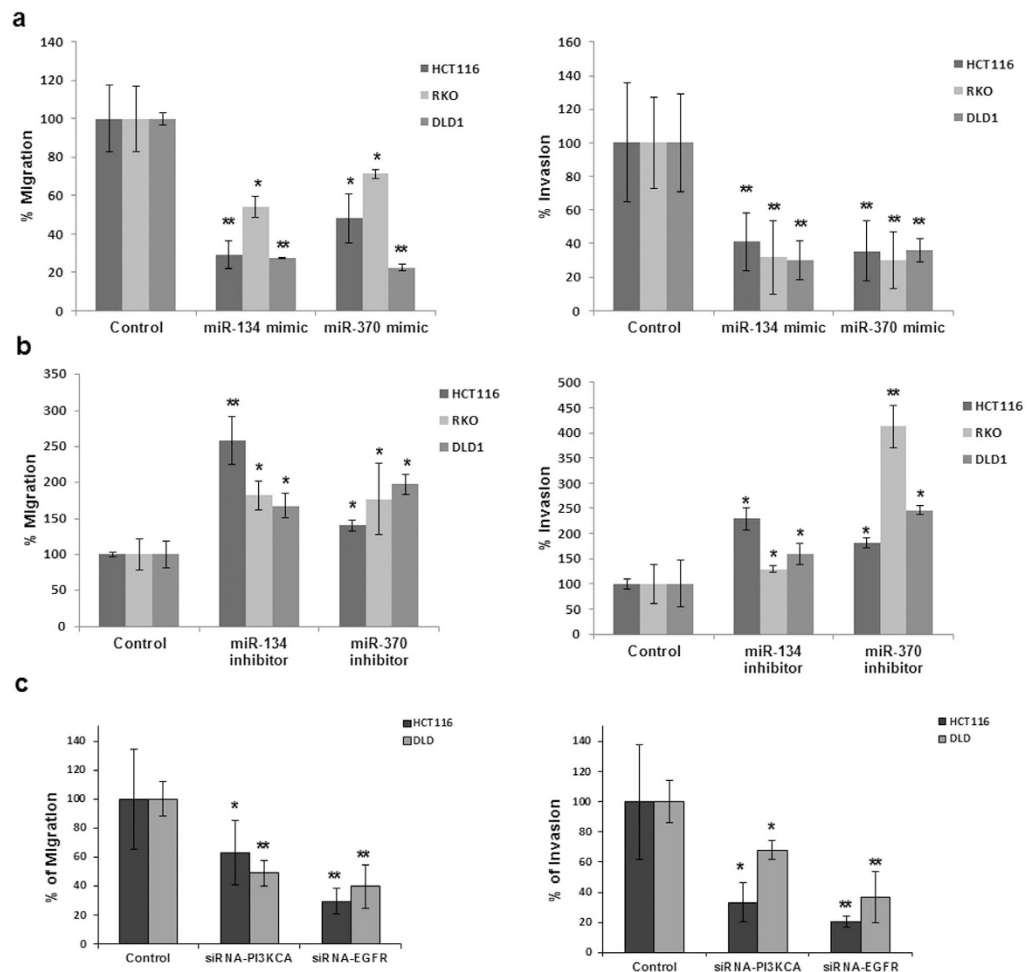 a
140
120
100
80
60
40
20
0
% MIgration
HCT116
RKO
DLD1
** * **
* * **
Control miR-134 mimic miR-370 mimic
160
140
120
100
80
60
40
20
0
% Invasion
HCT116
RKO
DLD1
** ** **
** ** **
Control miR-134 mimic miR-370 mimic
b
350
300
250
200
150
100
50
0
% MIgration
HCT116
RKO
DLD1
** * *
* * *
Control miR-134 miR-370
inhibitor inhibitor
500
450
400
350
300
250
200
150
100
50
0
% Invasion
HCT116
RKO
DLD1
* * *
* ** *
Control miR-134 miR-370
inhibitor inhibitor
c
140
120
100
80
60
40
20
0
% of MIgration
HCT116
DLD
* **
** **
Control siRNA-PI3KCA siRNA-EGFR
140
120
100
80
60
40
20
0
% of Invasion
HCT116
DLD
* *
** **
Control siRNA-PI3KCA siRNA-EGFR